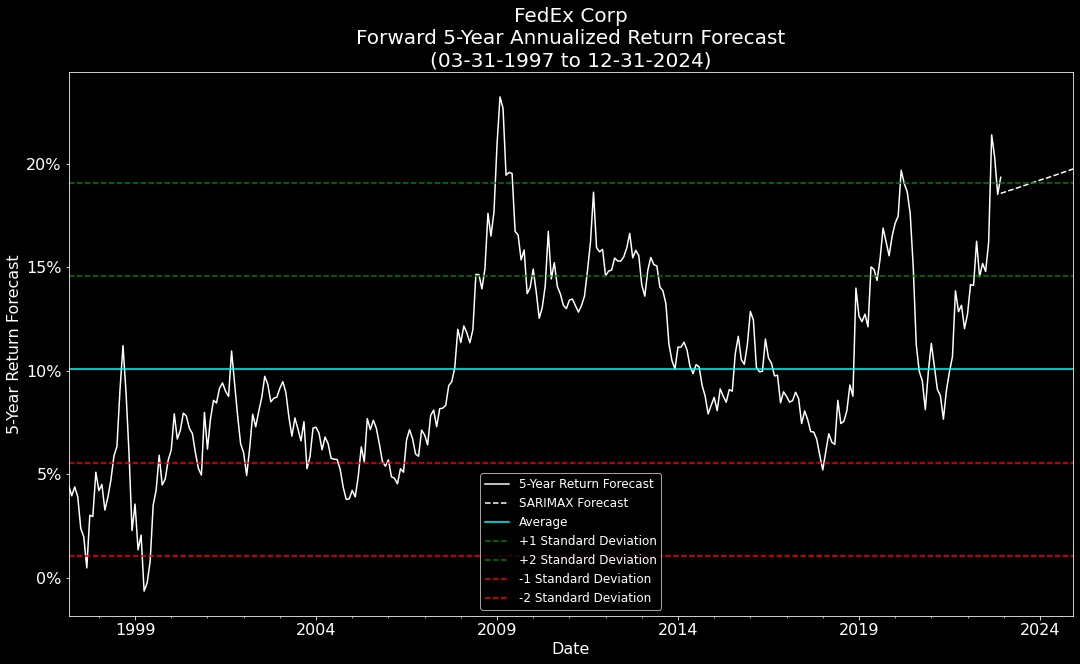 FedEx Corp
Forward 5-Year Annualized Return Forecast
(03-31-1997 to 12-31-2024)
5-Year Return Forecast
20%
15%
10%
5%
0%
5-Year Return Forecast
SARIMAX Forecast
Average
+1 Standard Deviation
+2 Standard Deviation
-1 Standard Deviation
-2 Standard Deviation
1999 2004 2009 2014 2019 2024
Date